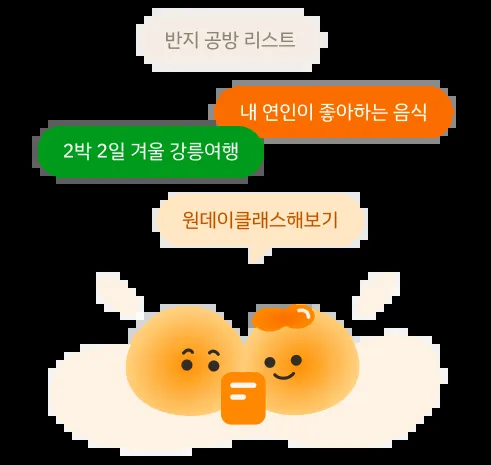 반지 공방 리스트
내 연인이 좋아하는 음식
2박 2일 겨울 강릉여행
원데이클래스해보기